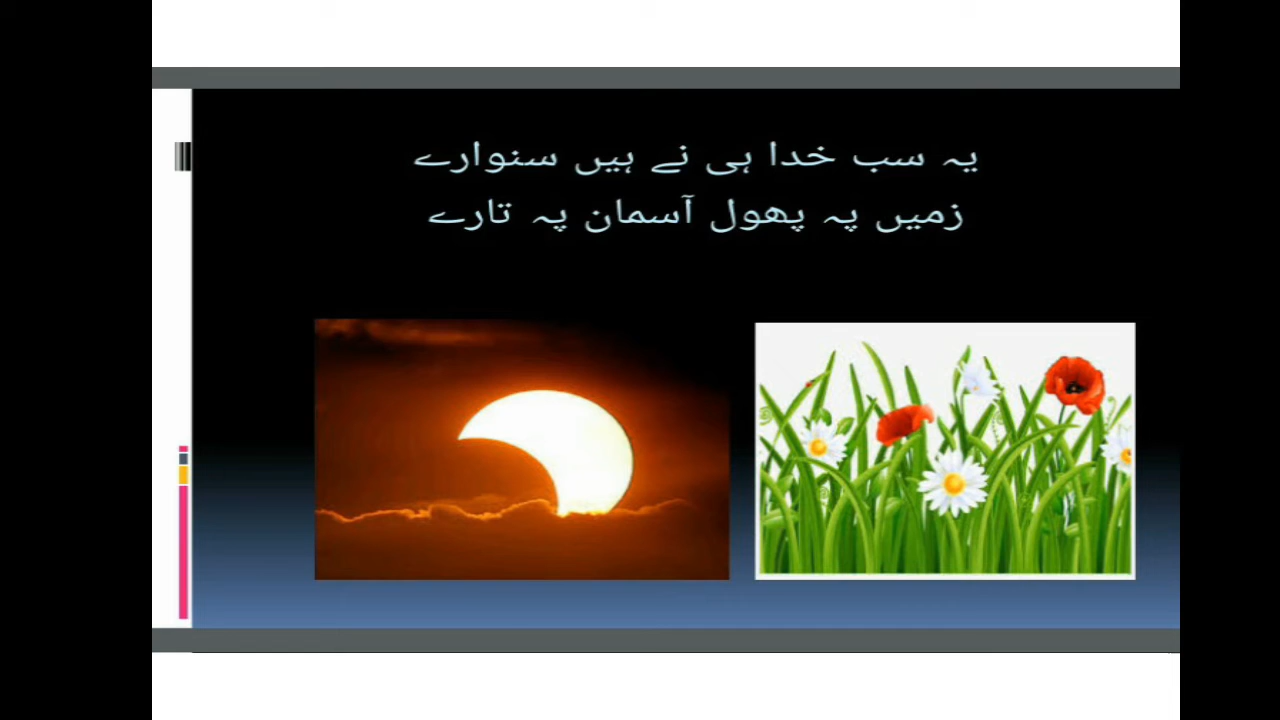 یہ سب خدا ہی نے ہیں سنوارے
زمیں پہ پھول آسمان پہ تارے